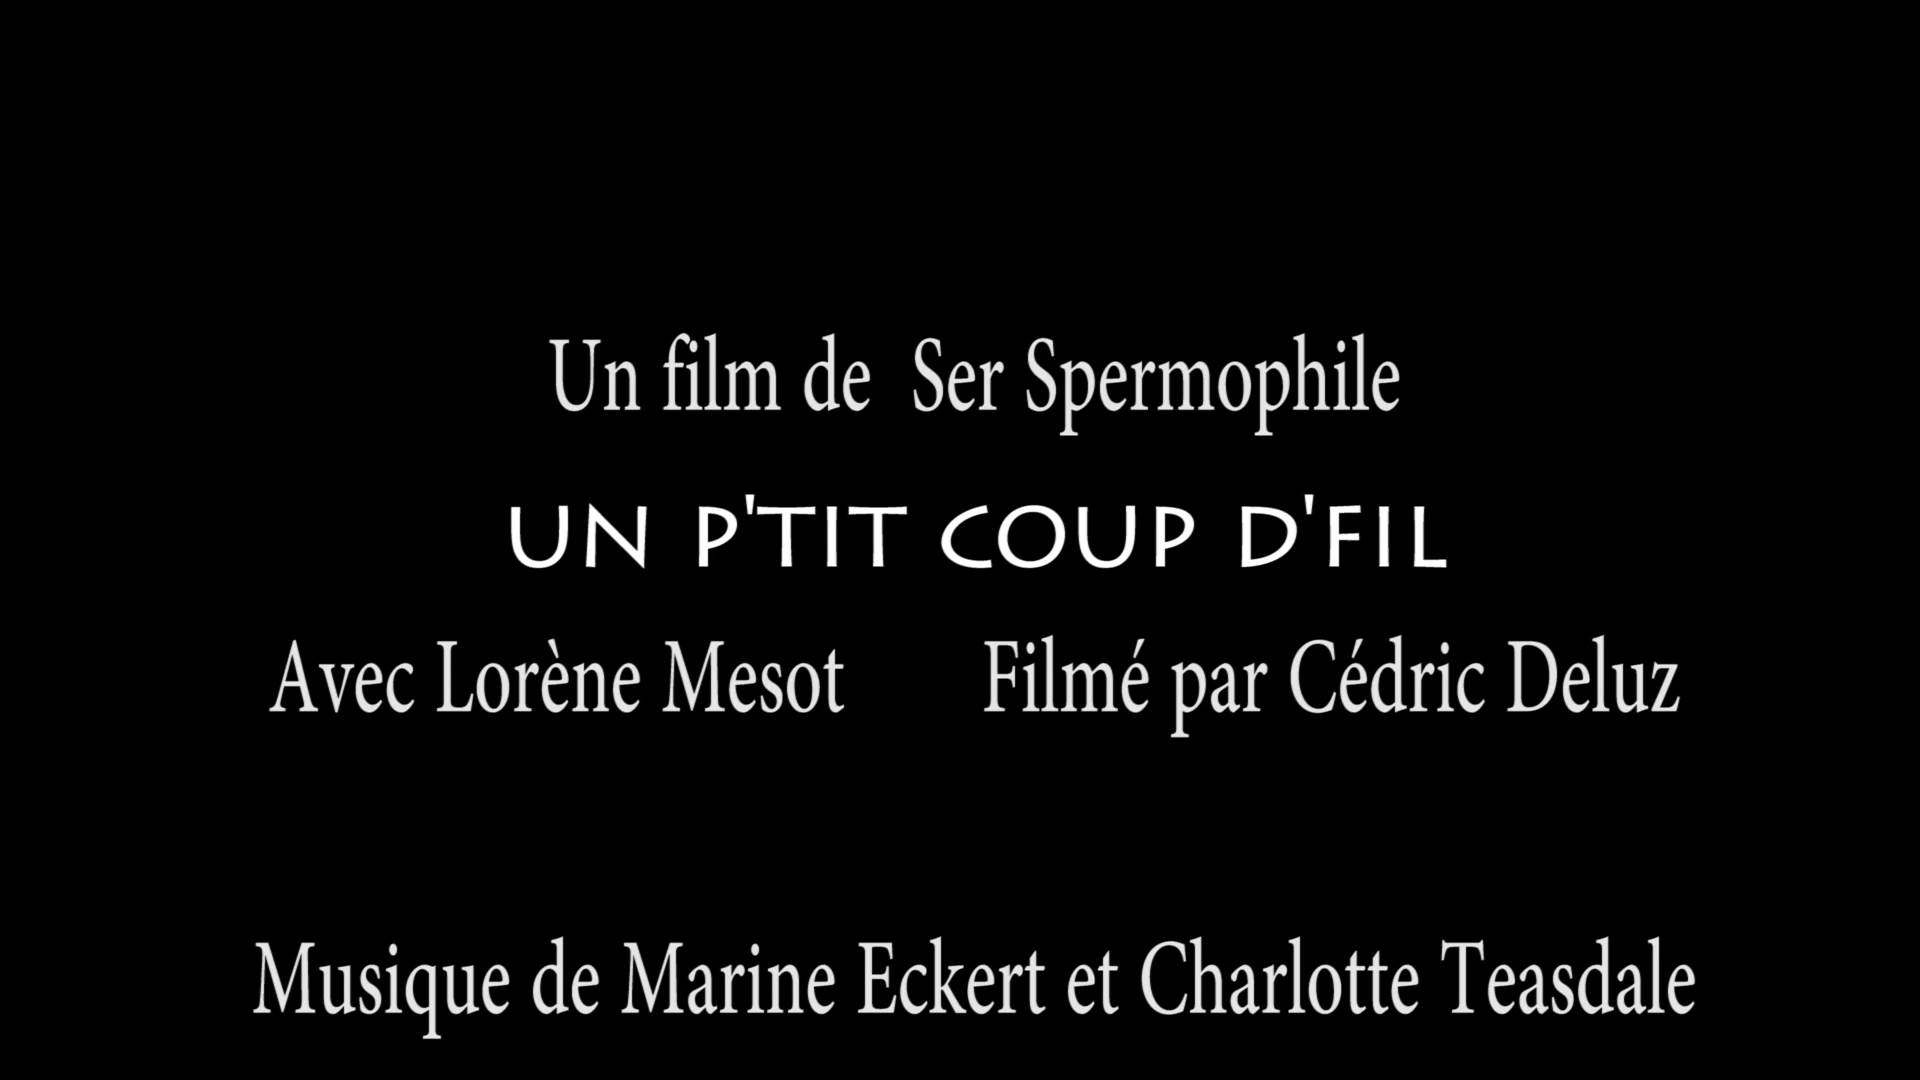 Un film de  Ser Spermophile
UN P'TIT COUP D'FIL
Avec Lorène Mesot Filmé par Cédric Deluz
Musique de Marine Eckert et Charlotte Teasdale